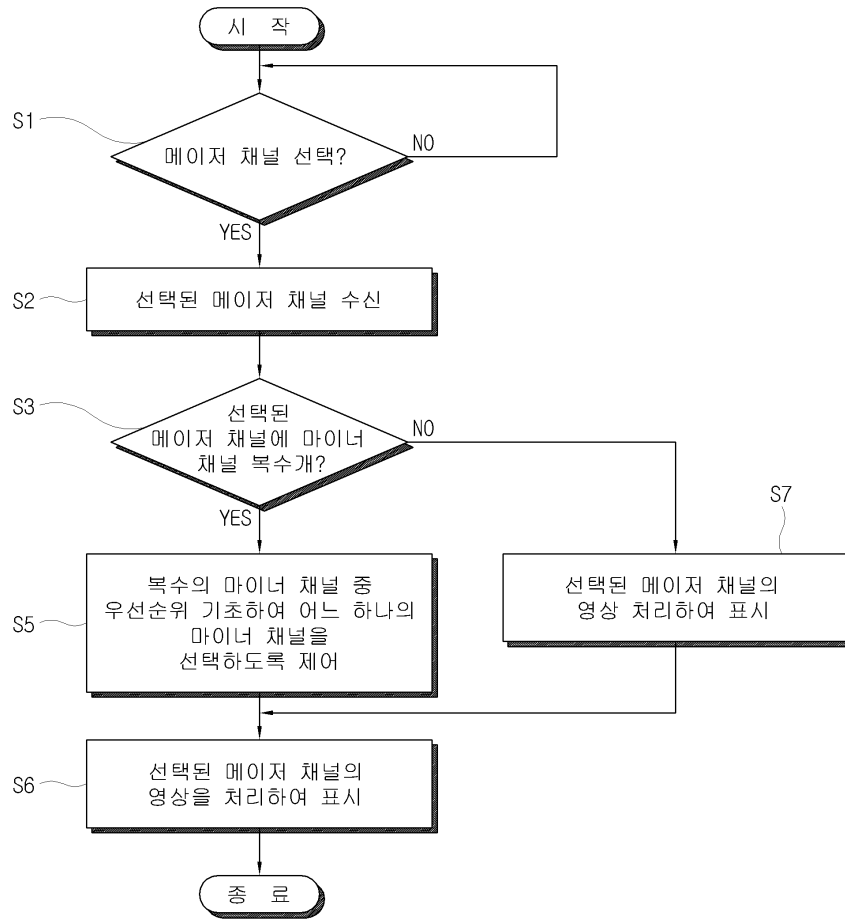 시 작
S1
메이저 채널 선택?
NO
YES
S2
선택된 메이저 채널 수신
S3
선택된
메이저 채널에 마이너
채널 복수개?
NO
YES
S7
S5
복수의 마이너 채널 중
우선순위 기초하여 어느 하나의
마이너 채널을
선택하도록 제어
선택된 메이저 채널의
영상 처리하여 표시
S6
선택된 메이저 채널의
영상을 처리하여 표시
종 료